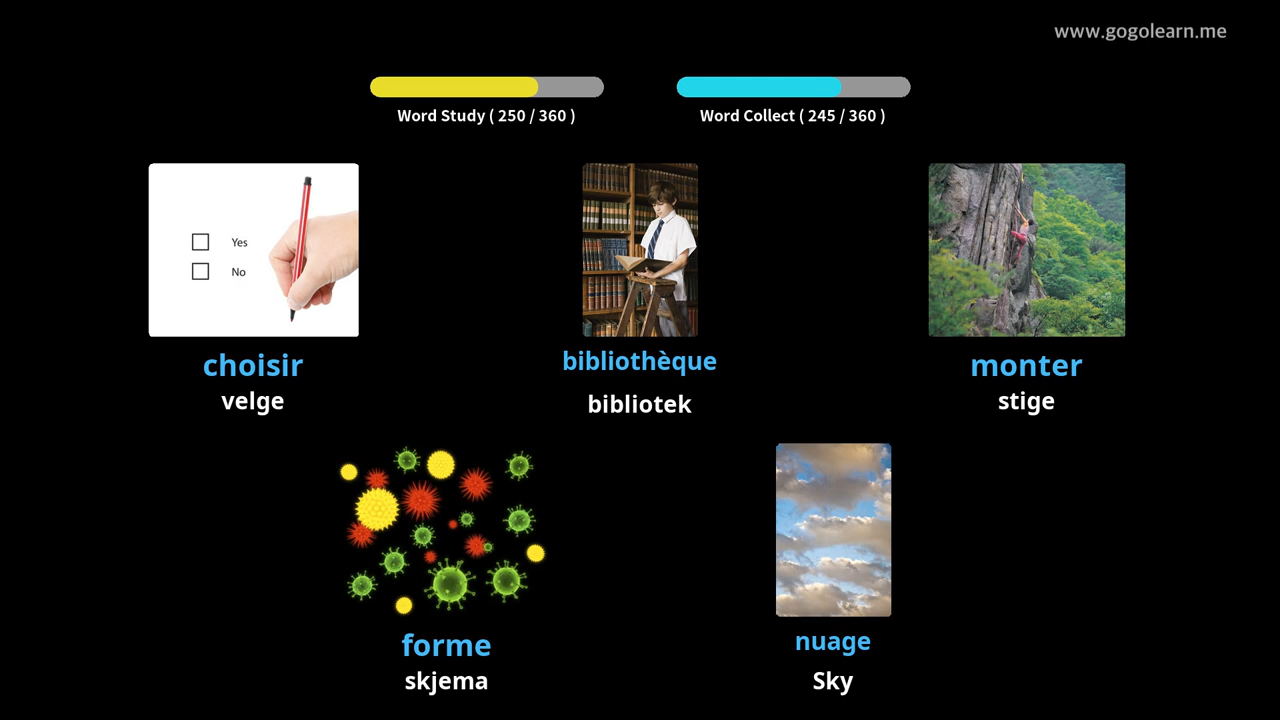 www.gogolearn.me
Word Study ( 250 / 360 )
Word Collect ( 245 / 360 )
Yes
No
choisir
velge
bibliothèque
bibliotek
monter
stige
forme
skjema
nuage
Sky